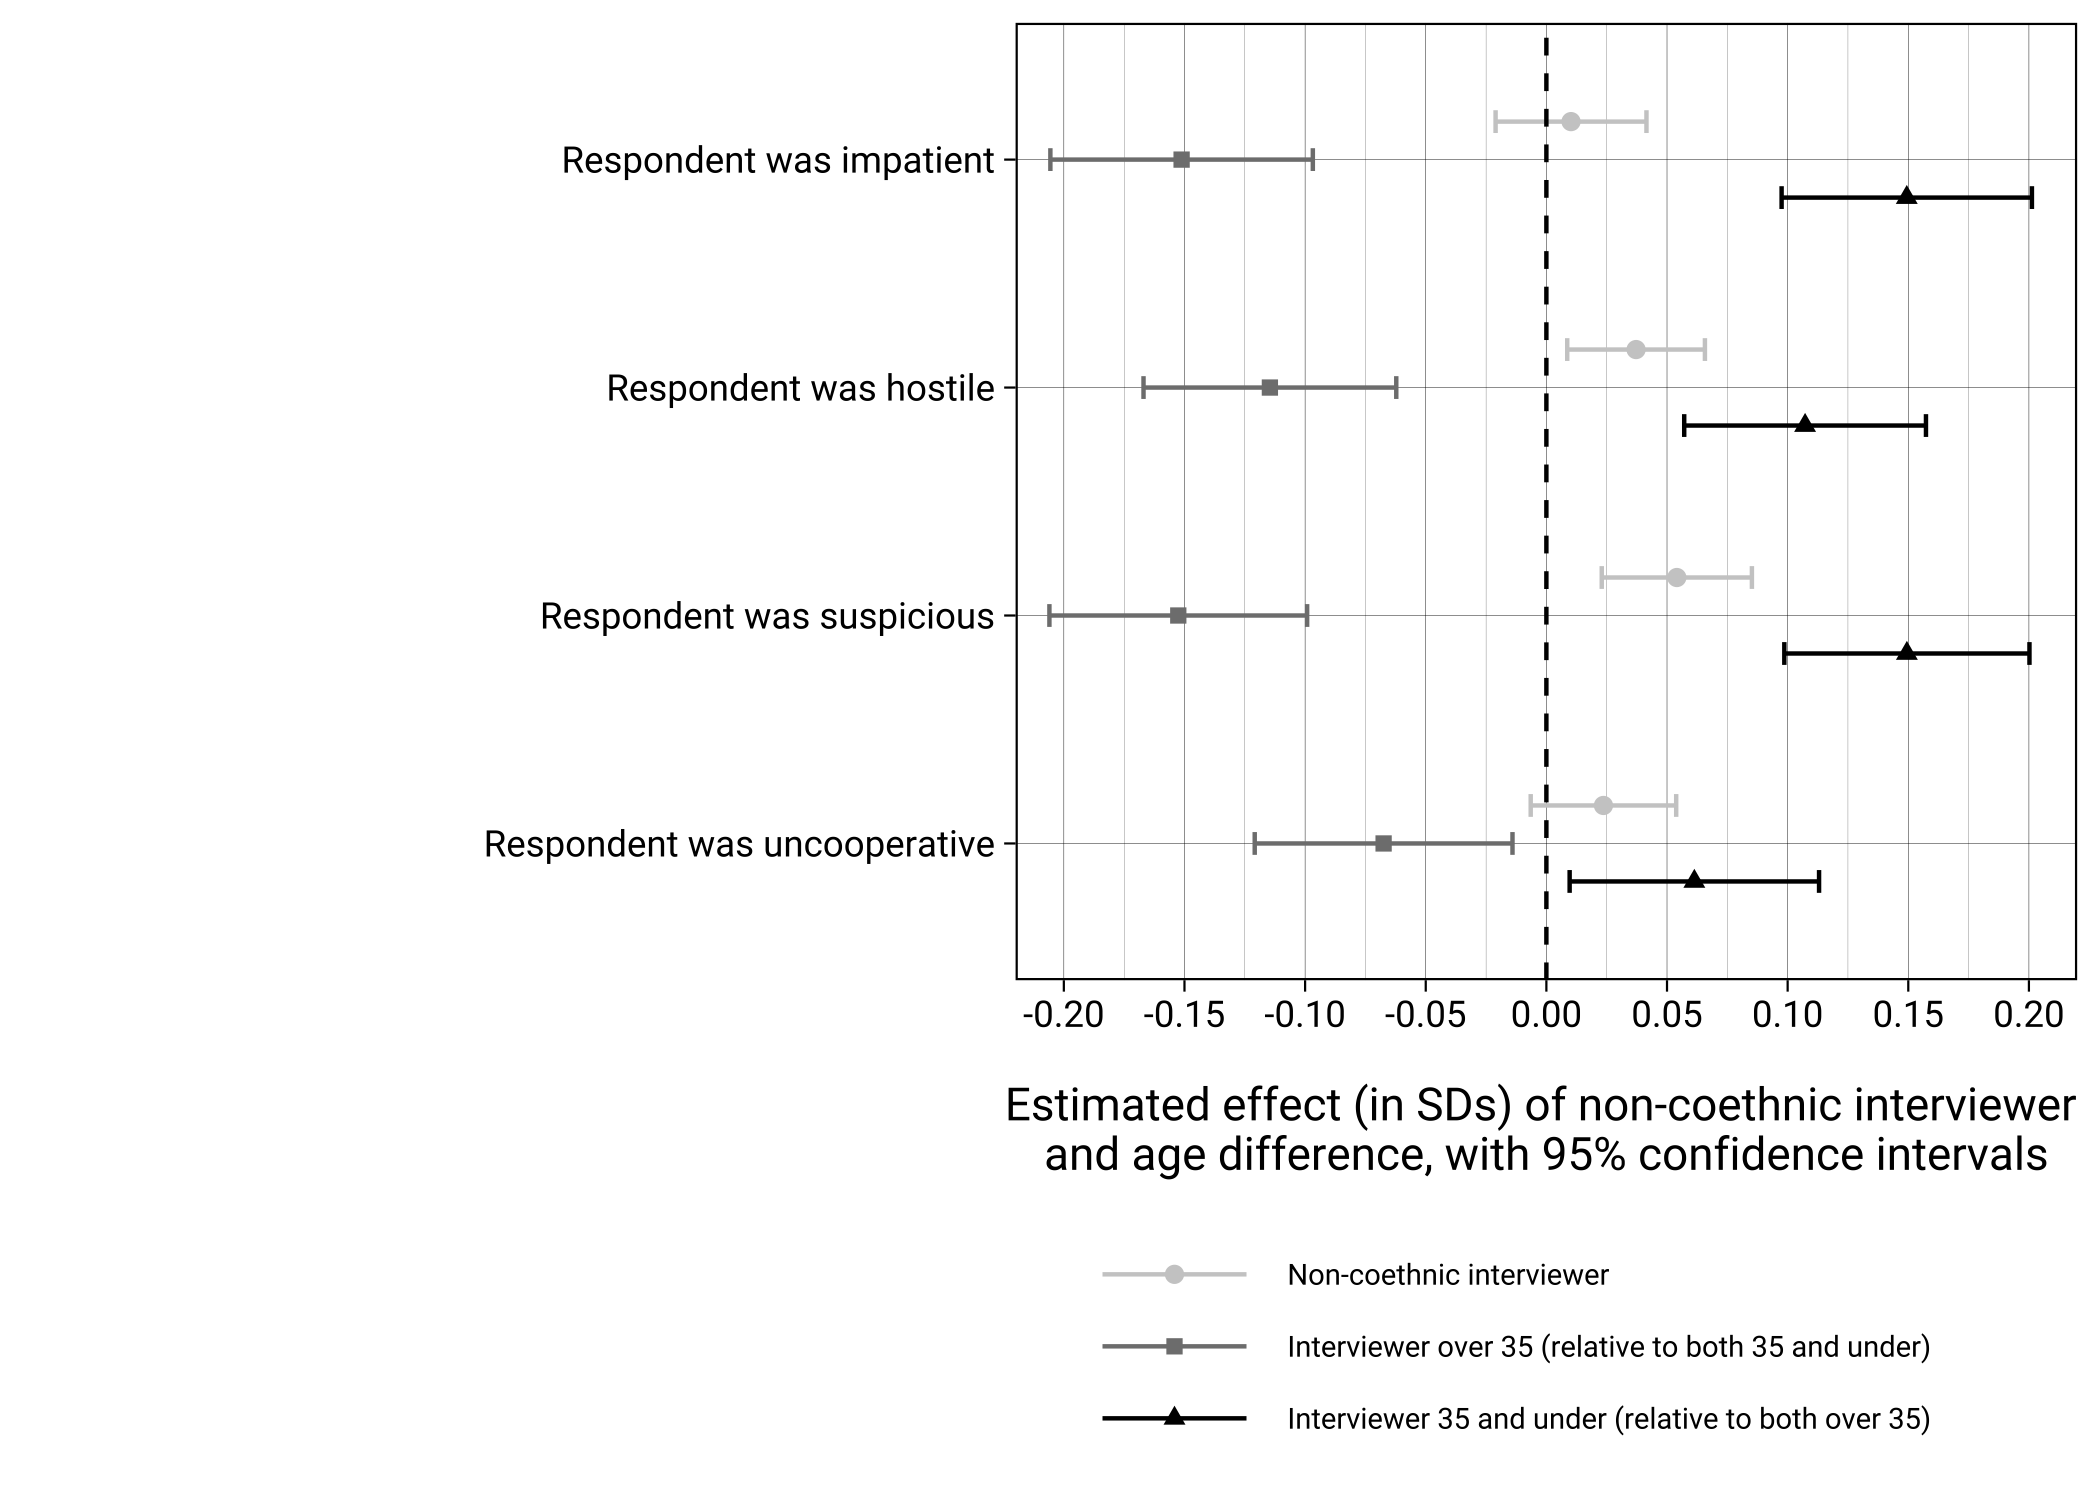 Respondent was impatient
Respondent was hostile
Respondent was suspicious
Respondent was uncooperative
-0.20 -0.15 -0.10 -0.05 0.00 0.05 0.10 0.15 0.20
Estimated effect (in SDs) of non-coethnic interviewer
and age difference, with 95% confidence intervals
Non-coethnic interviewer
Interviewer over 35 (relative to both 35 and under)
Interviewer 35 and under (relative to both over 35)